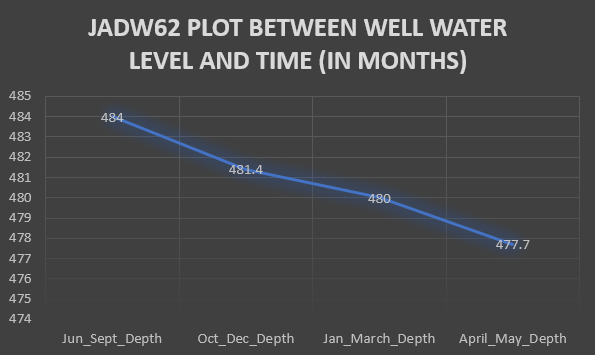 JADW62 PLOT BETWEEN WELL WATER
LEVEL AND TIME (IN MONTHS)
485
484
483
482
481
480
479
478
477
476
475
474
484
481.4
480
477.7
Jun_Sept_Depth
Oct_Dec_Depth
Jan_March_Depth
April_May_Depth